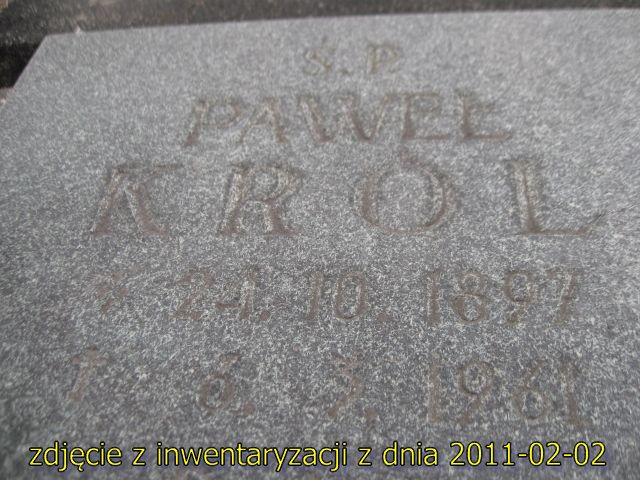 Ś.P.
PAWEŁ
KRÓL
* 24.10.1897
† 6.3.1961
zdjęcie z inwentaryzacji z dnia 2011-02-02